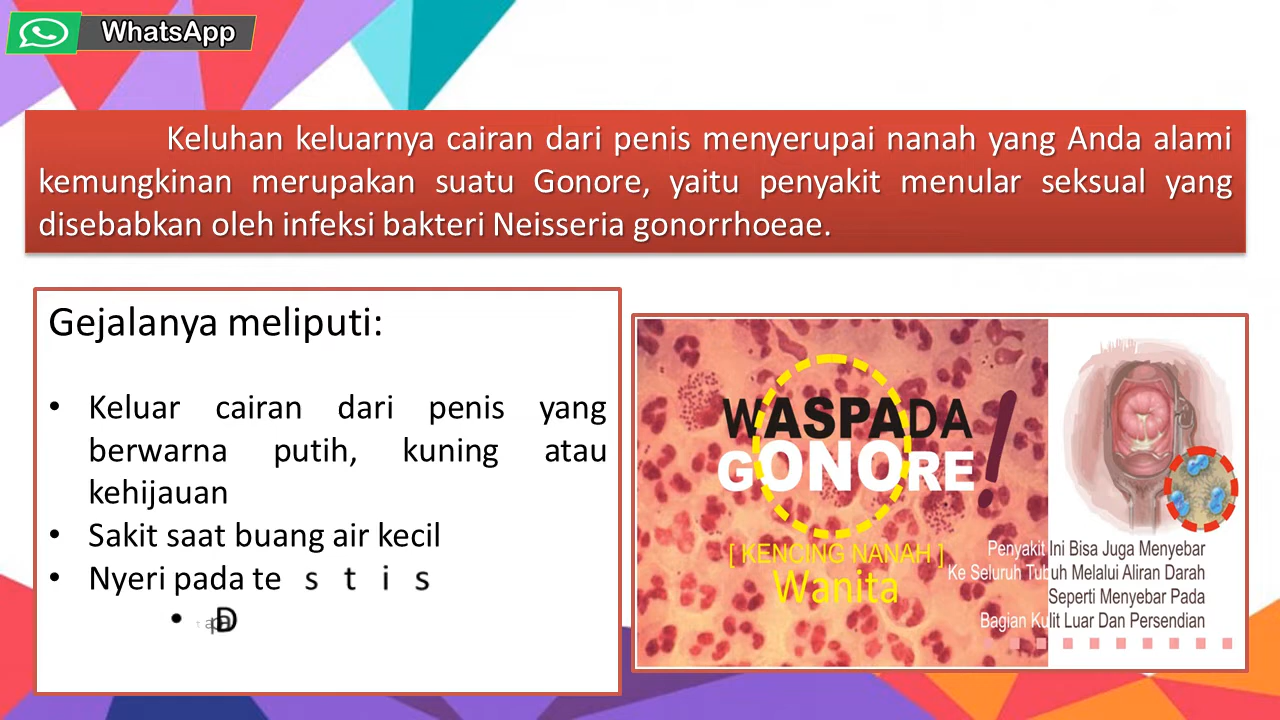 WhatsApp
Keluhan keluarnya cairan dari penis menyerupai nanah yang Anda alami
kemungkinan merupakan suatu Gonore, yaitu penyakit menular seksual yang
disebabkan oleh infeksi bakteri Neisseria gonorrhoeae.
Gejalanya meliputi:
• Keluar cairan dari penis yang
berwarna putih, kuning atau
kehijauan
• Sakit saat buang air kecil
• Nyeri pada testis
WASPADA
GONORE!
[ KENCING NANAH ]
Wanita
Penyakit Ini Bisa Juga Menyebar
Ke Seluruh Tubuh Melalui Aliran Darah
Seperti Menyebar Pada
Bagian Kulit Luar Dan Persendian